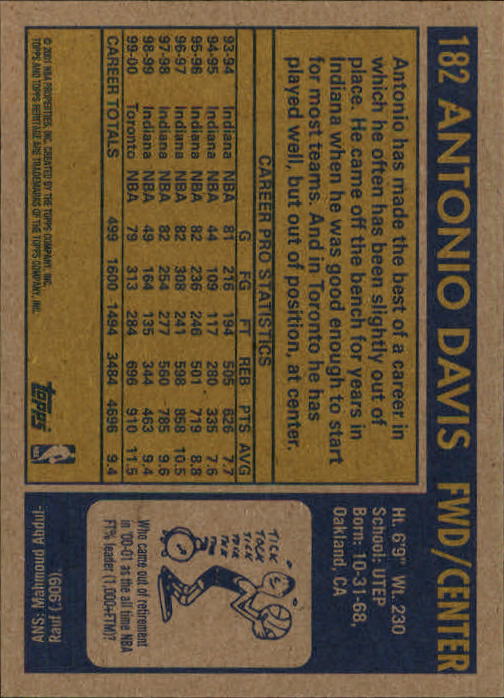 182 ANTONIO DAVIS FWD/CENTER
Antonio has made the best of a career in
which he often has been slightly out of
place. He came off the bench for years in
Indiana when he was good enough to start
for most teams. And in Toronto he has
played well, but out of position, at center.
CAREER PRO STATISTICS
G FG FT REB PTS AVG
93-94 Indiana NBA 81 216 194 505 626 7.7
94-95 Indiana NBA 44 109 117 280 335 7.6
95-96 Indiana NBA 82 236 246 501 719 8.8
96-97 Indiana NBA 82 308 241 598 858 10.5
97-98 Indiana NBA 82 254 277 560 785 9.6
98-99 Indiana NBA 49 164 135 344 463 9.4
99-00 Toronto NBA 79 313 284 696 910 11.5
CAREER TOTALS 499 1600 1494 3484 4696 9.4
© 2001 NBA PROPERTIES, INC. CREATED BY THE TOPPS COMPANY, INC.
TOPPS AND TOPPS HERITAGE ARE TRADEMARKS OF THE TOPPS COMPANY, INC.
topps
NBA
Ht. 6'9" Wt. 230
School: UTEP
Born: 10-31-68,
Oakland, CA
TICK
TOCK
TICK
TOCK
TICK
Who came out of retirement
in '00-01 as the all time NBA
FT% leader (1,000+FTM)?
ANS: Mahmoud Abdul-
Rauf (.909).